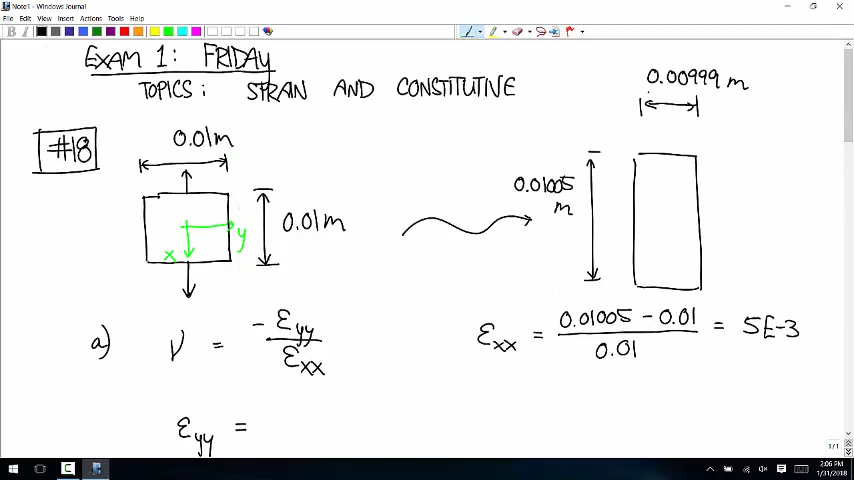 Note1 - Windows Journal
File Edit View Insert Actions Tools Help
EXAM 1: FRIDAY
TOPICS: STRAIN AND CONSTITUTIVE
0.00999 m
#18
0.01m
0.01005 m
0.01m
y
x
a) ν = -εyy / εxx
εxx = (0.01005 - 0.01) / 0.01 = 5E-3
εyy =
1/1
2:06 PM
1/31/2018